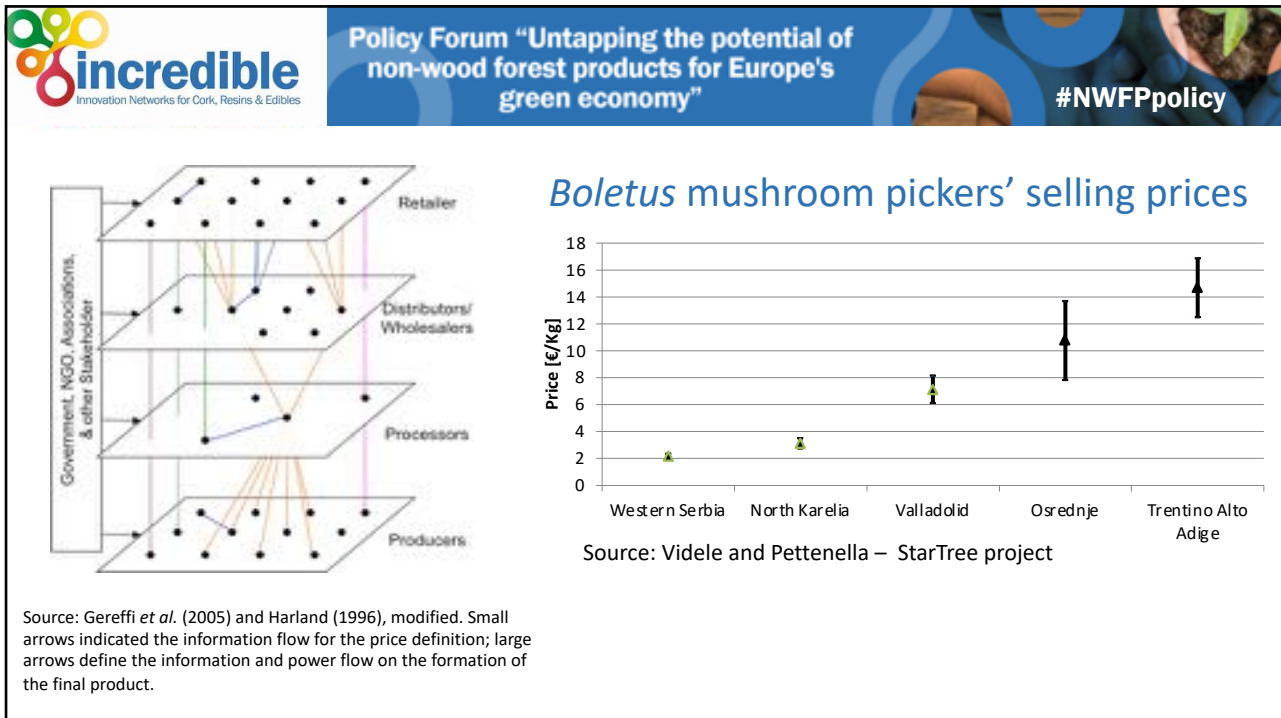 incredible
Innovation Networks for Cork, Resins & Edibles
Policy Forum “Untapping the potential of
non-wood forest products for Europe's
green economy”
#NWFPpolicy
Government, NGO, Associations,
& other Stakeholder
Retailer
Distributors/
Wholesalers
Processors
Producers
Source: Gereffi et al. (2005) and Harland (1996), modified. Small
arrows indicated the information flow for the price definition; large
arrows define the information and power flow on the formation of
the final product.
Boletus mushroom pickers’ selling prices
Price [€/Kg]
18
16
14
12
10
8
6
4
2
0
Western Serbia
North Karelia
Valladolid
Osrednje
Trentino Alto
Adige
Source: Videle and Pettenella – StarTree project